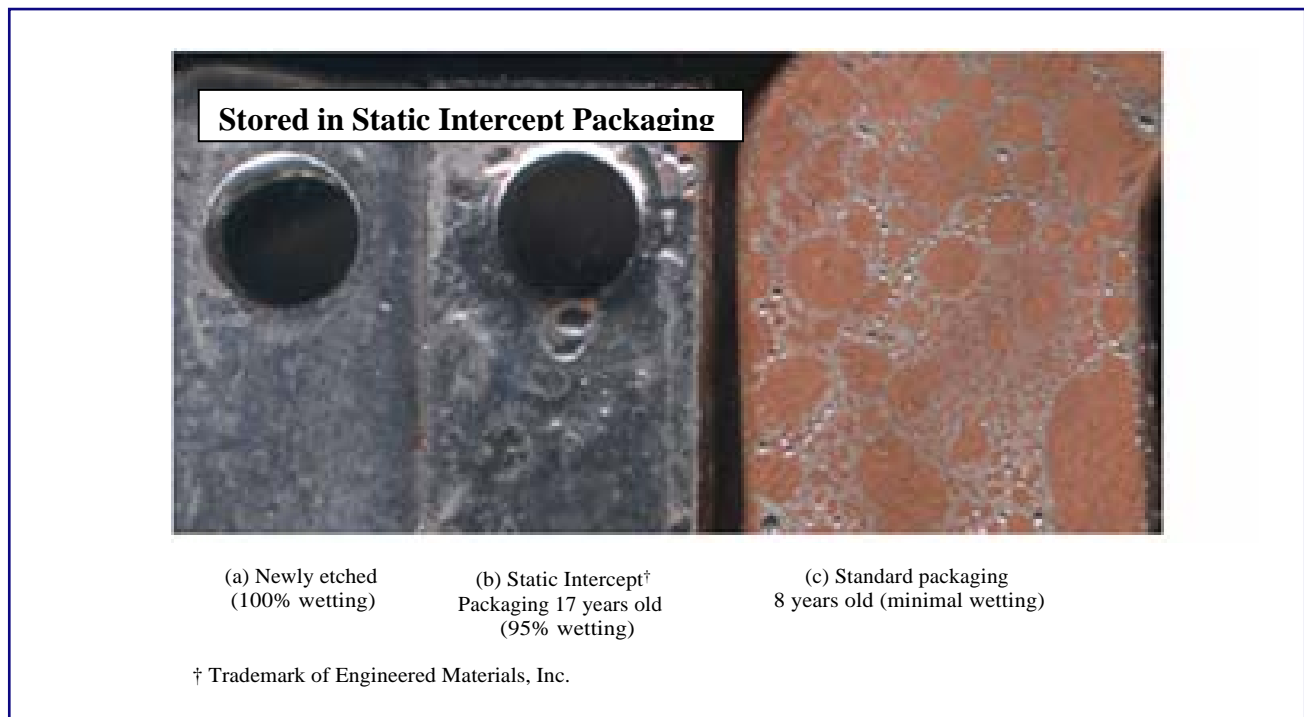 Stored in Static Intercept Packaging
(a) Newly etched
(100% wetting)
(b) Static Intercept†
Packaging 17 years old
(95% wetting)
(c) Standard packaging
8 years old (minimal wetting)
† Trademark of Engineered Materials, Inc.